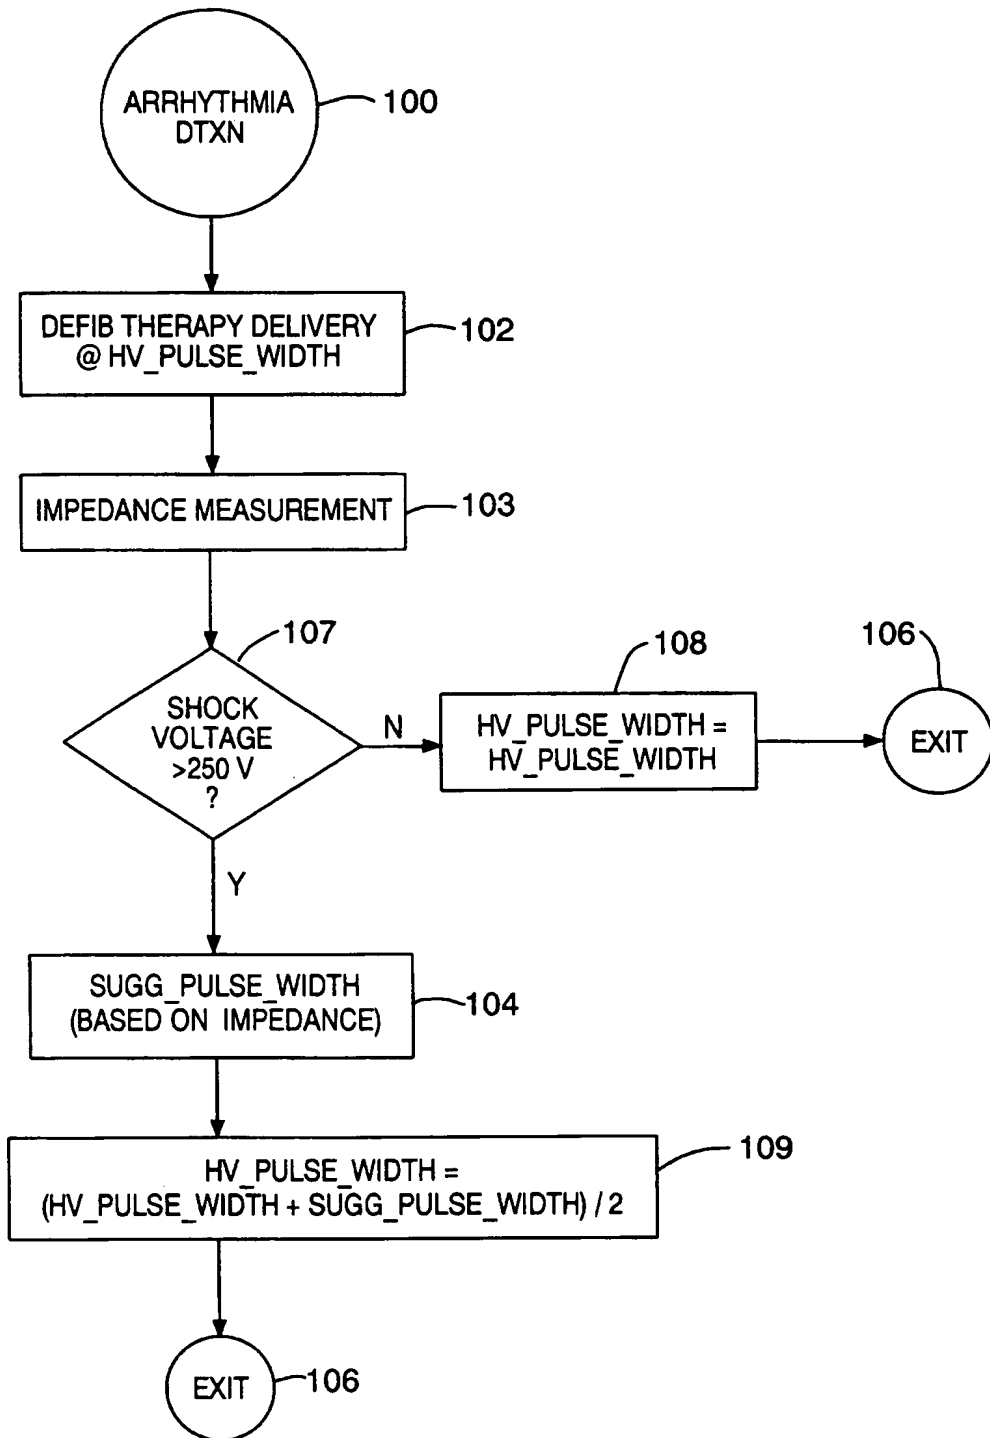 ARRHYTHMIA
DTXN
100
DEFIB THERAPY DELIVERY
@ HV_PULSE_WIDTH
102
IMPEDANCE MEASUREMENT
103
107
SHOCK
VOLTAGE
>250 V
?
N
108
HV_PULSE_WIDTH =
HV_PULSE_WIDTH
106
EXIT
Y
SUGG_PULSE_WIDTH
(BASED ON IMPEDANCE)
104
HV_PULSE_WIDTH =
(HV_PULSE_WIDTH + SUGG_PULSE_WIDTH) / 2
109
EXIT
106